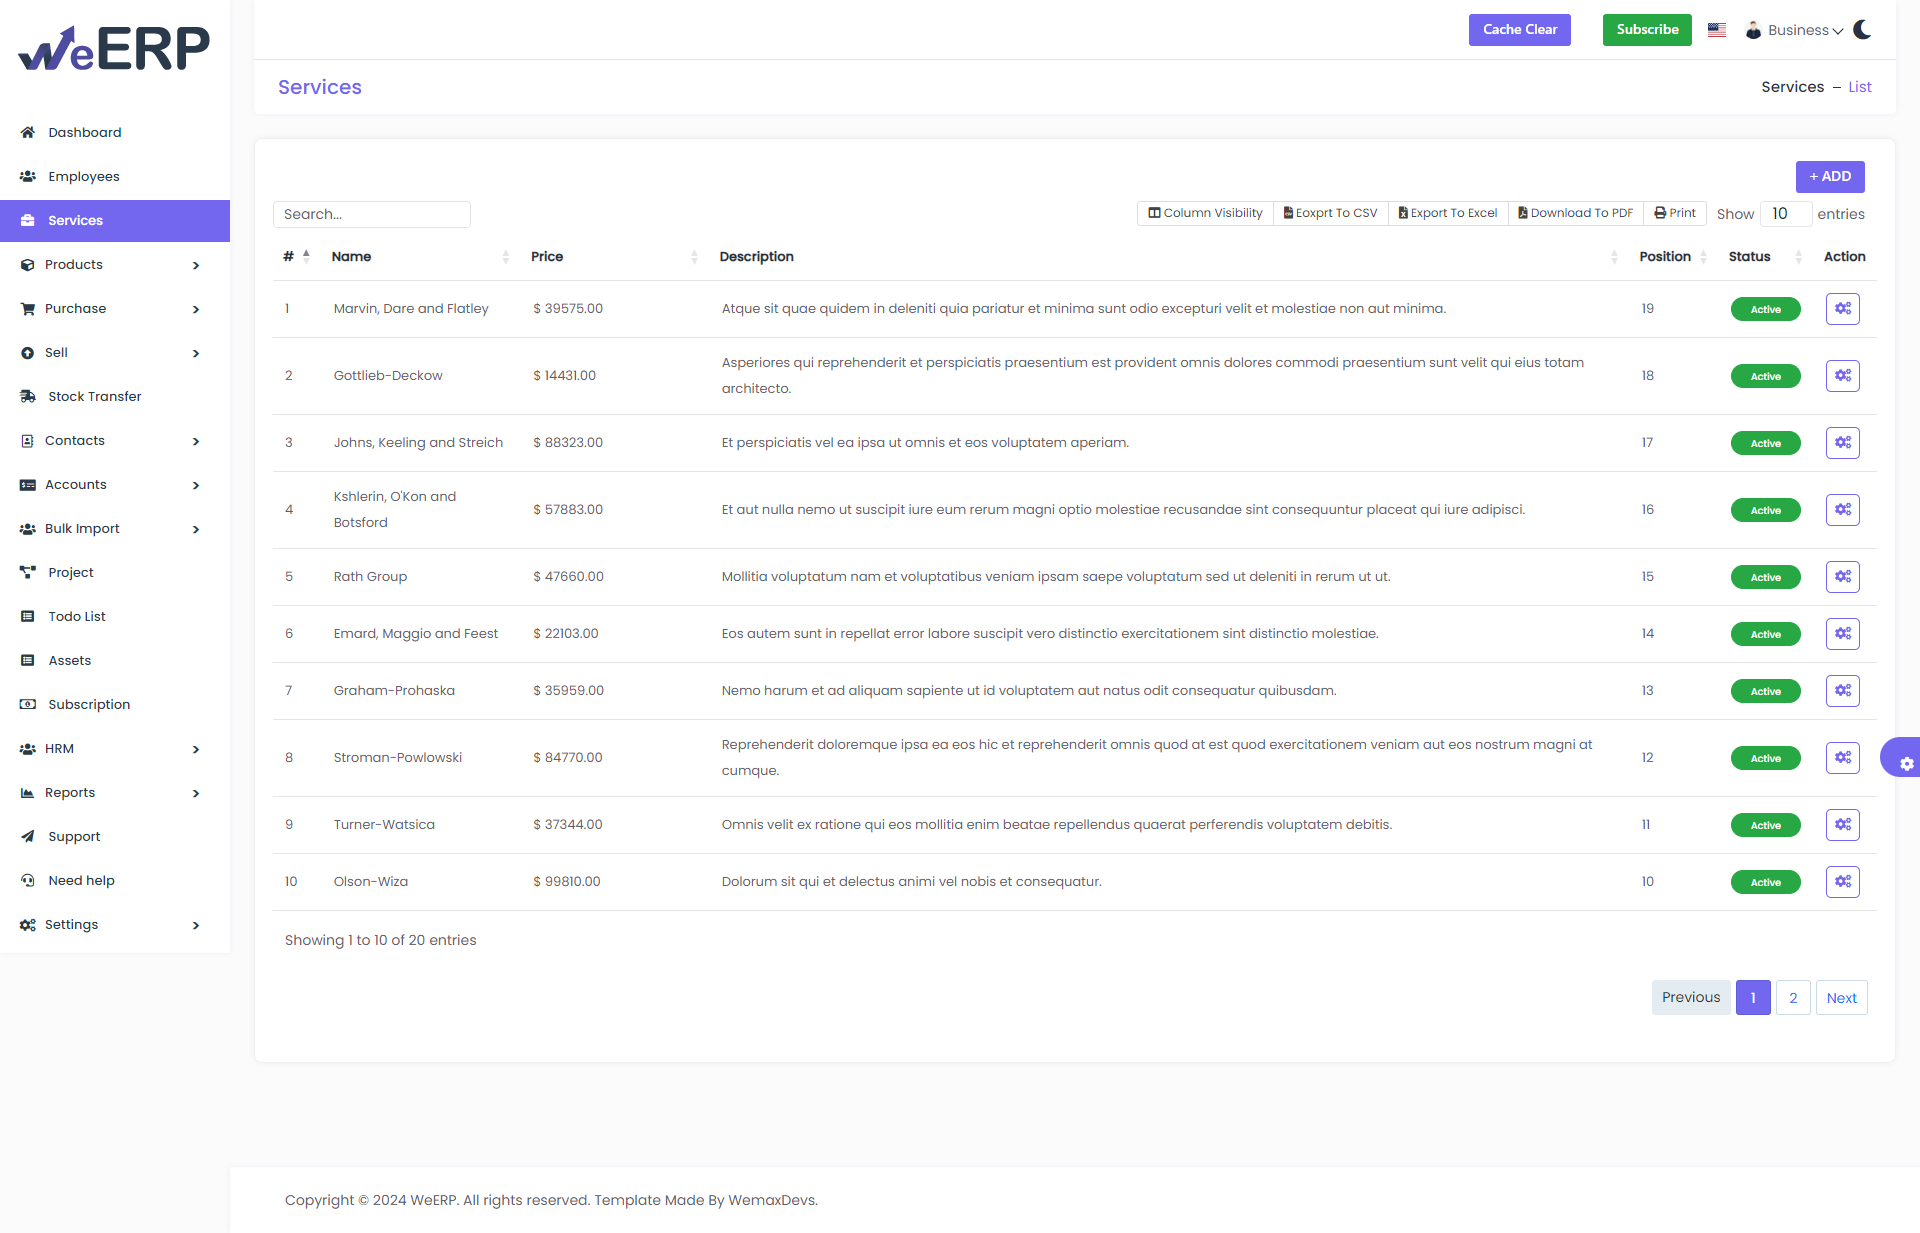 WeERP
Cache Clear
Subscribe
Business
Services
Services – List
Dashboard
Employees
Services
Products
Purchase
Sell
Stock Transfer
Contacts
Accounts
Bulk Import
Project
Todo List
Assets
Subscription
HRM
Reports
Support
Need help
Settings
+ ADD
Search...
Column Visibility
Eoxprt To CSV
Export To Excel
Download To PDF
Print
Show 10 entries
# Name Price Description Position Status Action
1 Marvin, Dare and Flatley $ 39575.00 Atque sit quae quidem in deleniti quia pariatur et minima sunt odio excepturi velit et molestiae non aut minima. 19 Active
2 Gottlieb-Deckow $ 14431.00 Asperiores qui reprehenderit et perspiciatis praesentium est provident omnis dolores commodi praesentium sunt velit qui eius totam
architecto. 18 Active
3 Johns, Keeling and Streich $ 88323.00 Et perspiciatis vel ea ipsa ut omnis et eos voluptatem aperiam. 17 Active
4 Kshlerin, O'Kon and
Botsford $ 57883.00 Et aut nulla nemo ut suscipit iure eum rerum magni optio molestiae recusandae sint consequuntur placeat qui iure adipisci. 16 Active
5 Rath Group $ 47660.00 Mollitia voluptatum nam et voluptatibus veniam ipsam saepe voluptatum sed ut deleniti in rerum ut ut. 15 Active
6 Emard, Maggio and Feest $ 22103.00 Eos autem sunt in repellat error labore suscipit vero distinctio exercitationem sint distinctio molestiae. 14 Active
7 Graham-Prohaska $ 35959.00 Nemo harum et ad aliquam sapiente ut id voluptatem aut natus odit consequatur quibusdam. 13 Active
8 Stroman-Powlowski $ 84770.00 Reprehenderit doloremque ipsa ea eos hic et reprehenderit omnis quod at est quod exercitationem veniam aut eos nostrum magni at
cumque. 12 Active
9 Turner-Watsica $ 37344.00 Omnis velit ex ratione qui eos mollitia enim beatae repellendus quaerat perferendis voluptatem debitis. 11 Active
10 Olson-Wiza $ 99810.00 Dolorum sit qui et delectus animi vel nobis et consequatur. 10 Active
Showing 1 to 10 of 20 entries
Previous 1 2 Next
Copyright © 2024 WeERP. All rights reserved. Template Made By WemaxDevs.